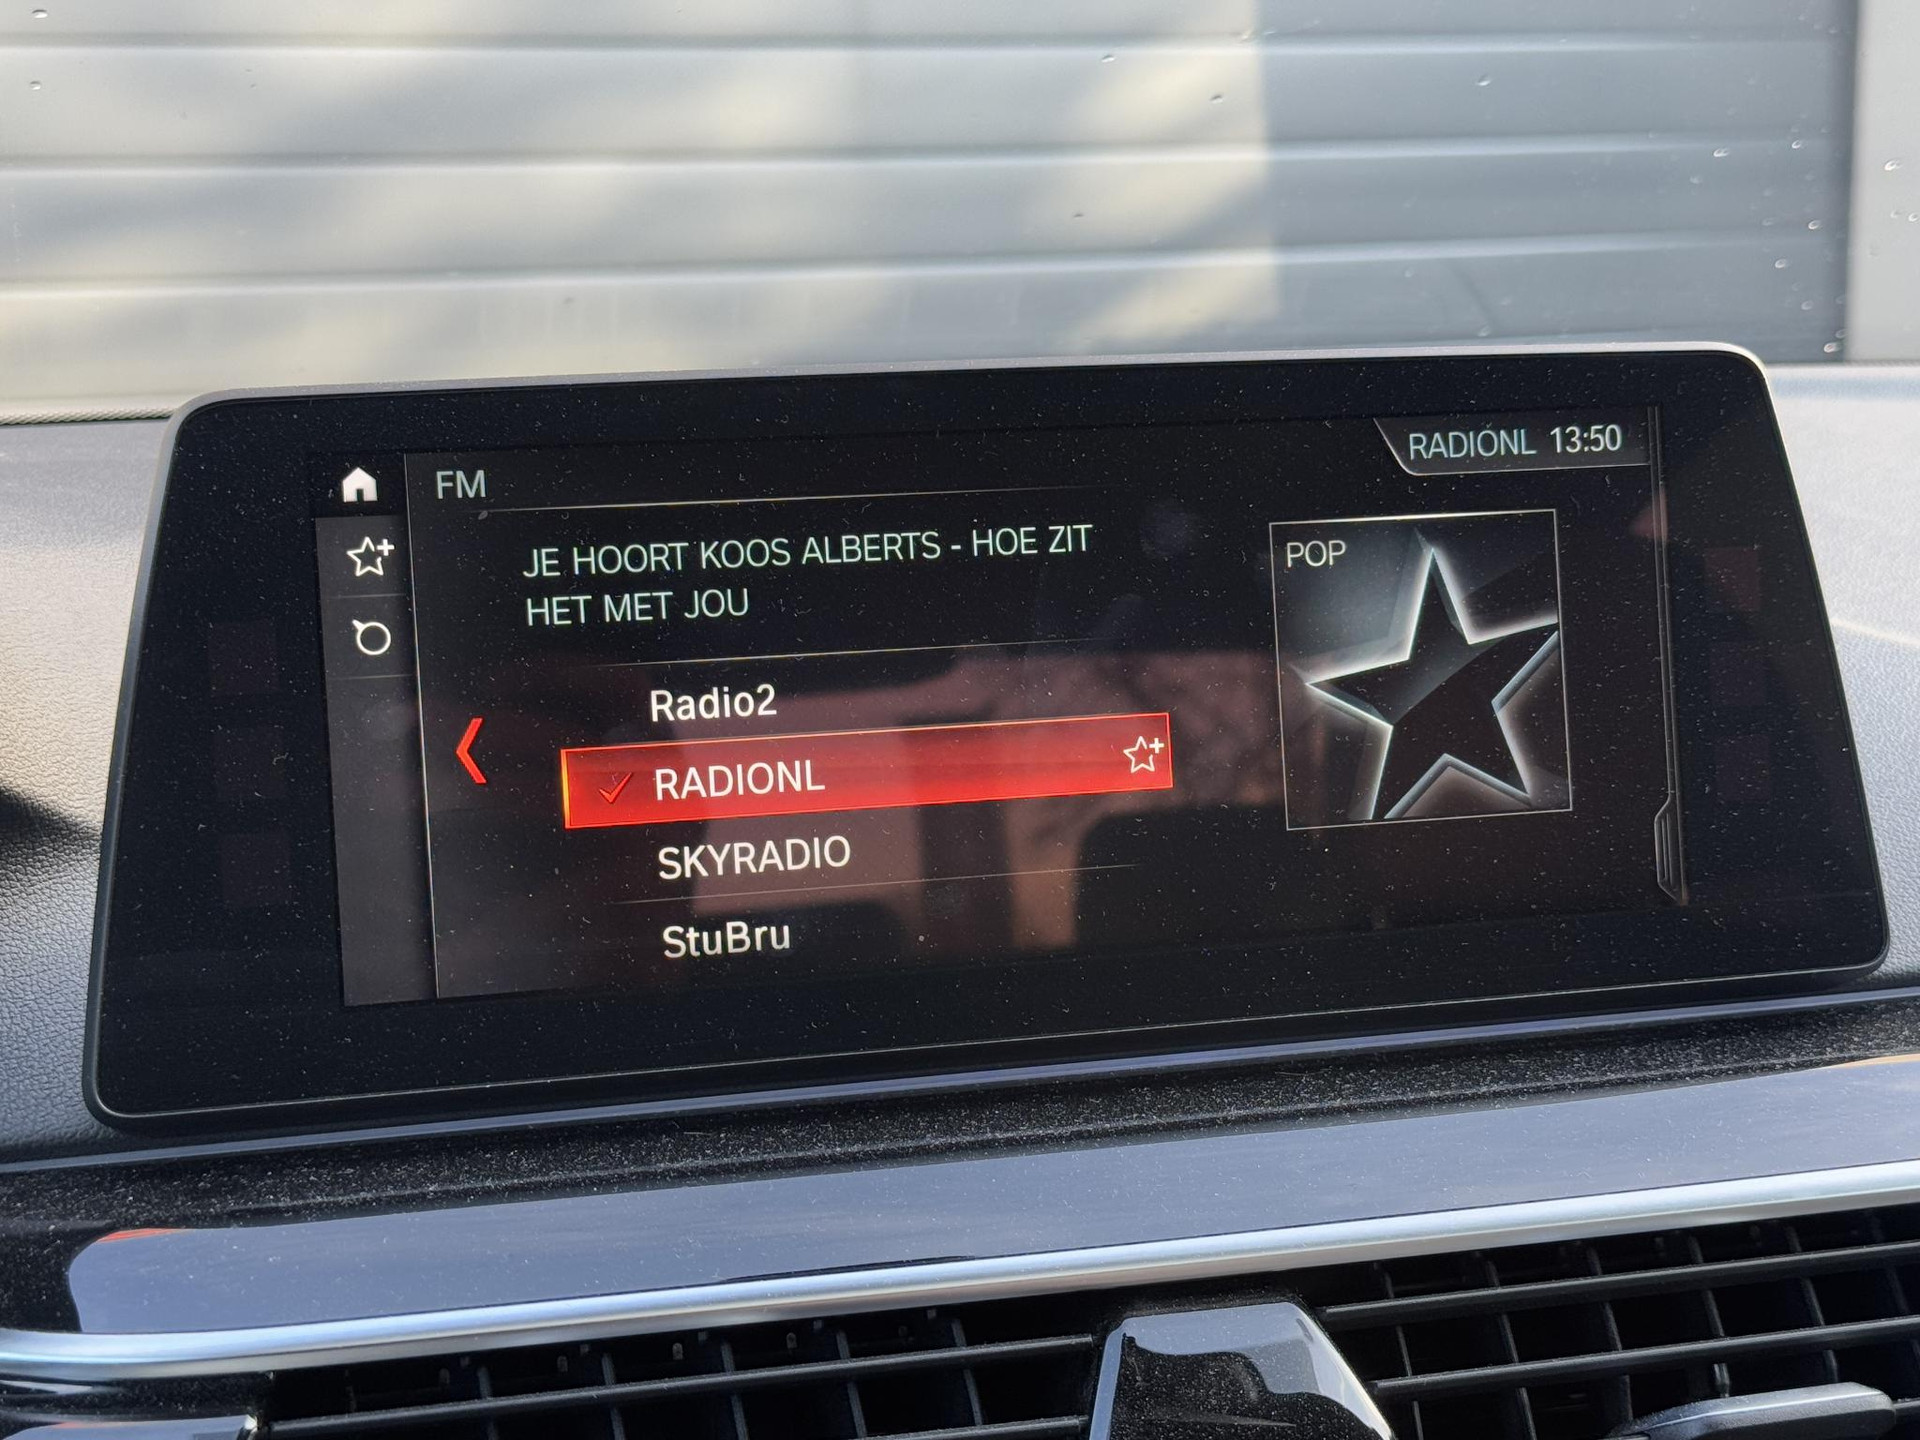 RADIONL 13:50
FM
JE HOORT KOOS ALBERTS - HOE ZIT
HET MET JOU
POP
Radio2
RADIONL
SKYRADIO
StuBru